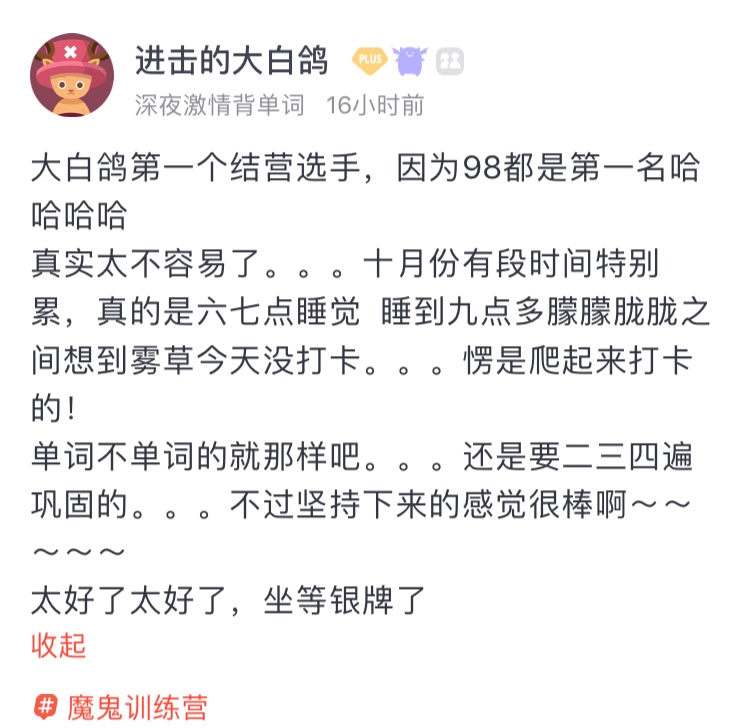 进击的大白鸽 PLUS
深夜激情背单词 16小时前
大白鸽第一个结营选手，因为98都是第一名哈
哈哈哈
真实太不容易了。。。十月份有段时间特别
累，真的是六七点睡觉 睡到九点多朦朦胧胧之
间想到雾草今天没打卡。。。愣是爬起来打卡
的！
单词不单词的就那样吧。。。还是要二三四遍
巩固的。。。不过坚持下来的感觉很棒啊～～
～～～
太好了太好了，坐等银牌了
收起
# 魔鬼训练营